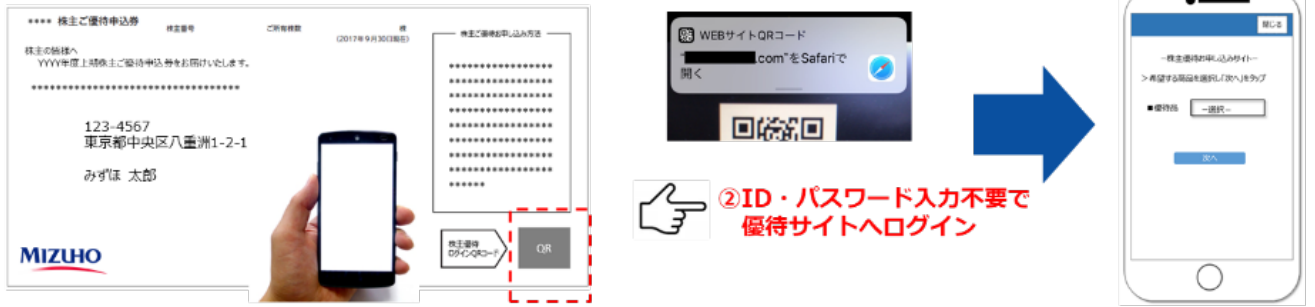 **** 株主ご優待申込券
株主番号
ご所有株数
株
(2017年9月30日現在)
株主の皆様へ
YYYY年度上期株主ご優待申込券をお届けいたします。
*********************************
123-4567
東京都中央区八重洲1-2-1
みずほ 太郎
MIZUHO
株主ご優待お申し込み方法
***************
***************
***************
***************
***************
***************
***************
******
株主優待
ログインQRコード
QR
WEBサイトQRコード
".com"をSafariで
開く
②ID・パスワード入力不要で
優待サイトへログイン
閉じる
--株主優待お申し込みサイト--
＞希望する商品を選択し「次へ」をタップ
■優待品
--選択--
次へ